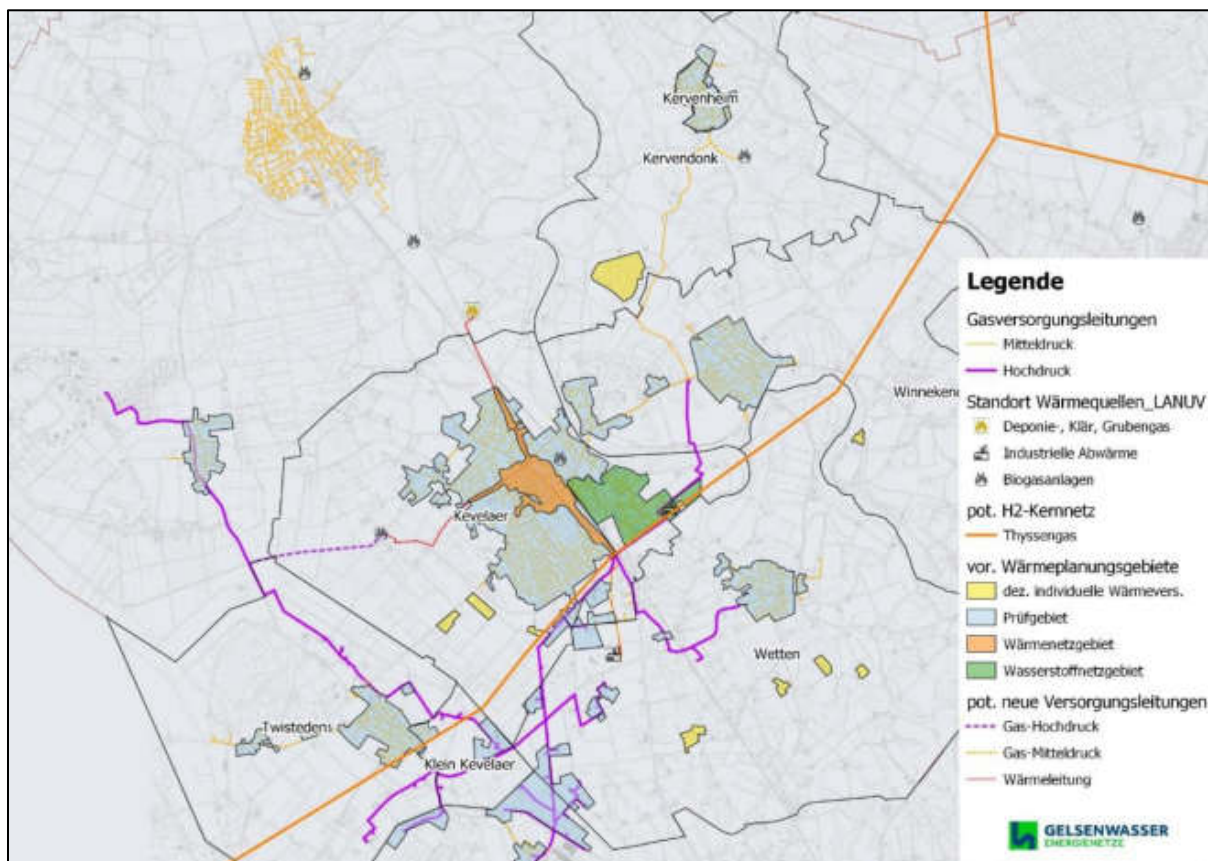 Kervenheim
Kervendonk
Winnekend
Kevelaer
Wetten
Twistedens
Klein Kevelaer
Legende
Gasversorgungsleitungen
Mitteldruck
Hochdruck
Standort Wärmequellen_LANUV
Deponie-, Klär, Grubengas
Industrielle Abwärme
Biogasanlagen
pot. H2-Kernnetz
Thyssengas
vor. Wärmeplanungsgebiete
dez. individuelle Wärmevers.
Prüfgebiet
Wärmenetzgebiet
Wasserstoffnetzgebiet
pot. neue Versorgungsleitungen
Gas-Hochdruck
Gas-Mitteldruck
Wärmeleitung
GELSENWASSER
ENERGIENETZE